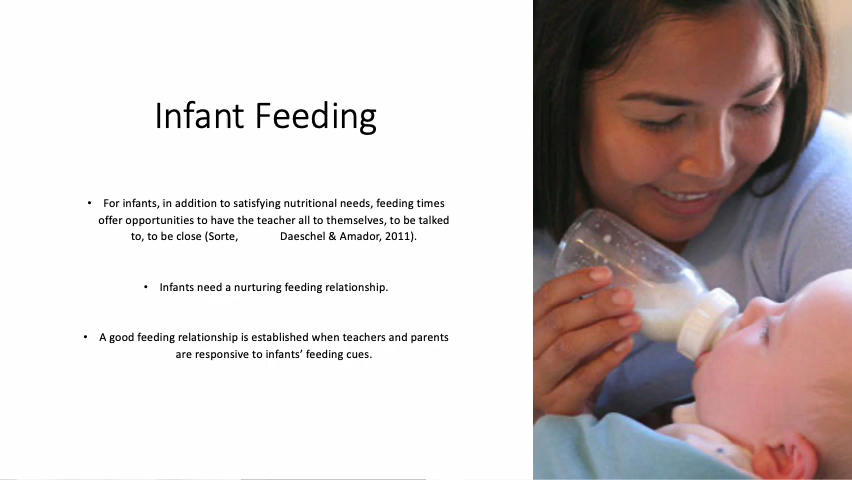 Infant Feeding
• For infants, in addition to satisfying nutritional needs, feeding times
offer opportunities to have the teacher all to themselves, to be talked
to, to be close (Sorte, Daeschel & Amador, 2011).
• Infants need a nurturing feeding relationship.
• A good feeding relationship is established when teachers and parents
are responsive to infants’ feeding cues.